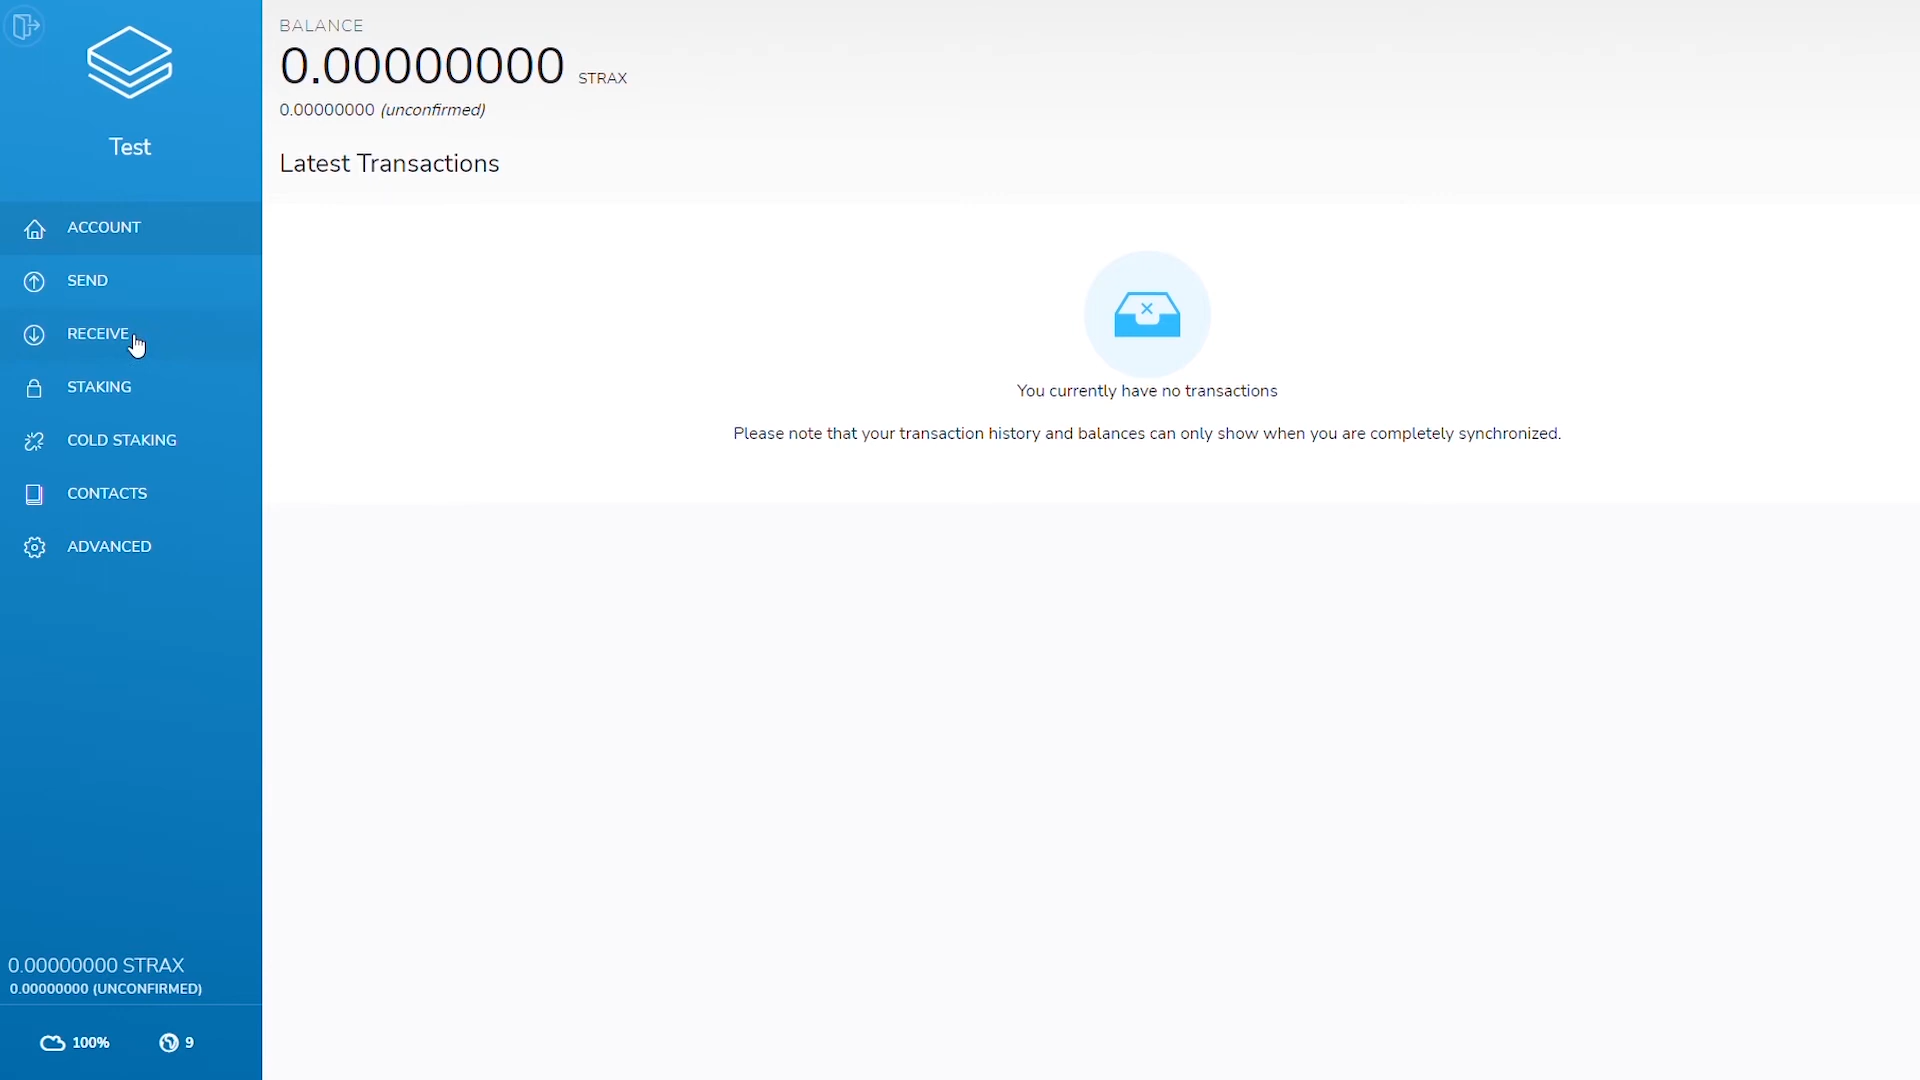 Test
ACCOUNT
SEND
RECEIVE
STAKING
COLD STAKING
CONTACTS
ADVANCED
0.00000000 STRAX
0.00000000 (UNCONFIRMED)
100% 9
BALANCE
0.00000000 STRAX
0.00000000 (unconfirmed)
Latest Transactions
You currently have no transactions
Please note that your transaction history and balances can only show when you are completely synchronized.